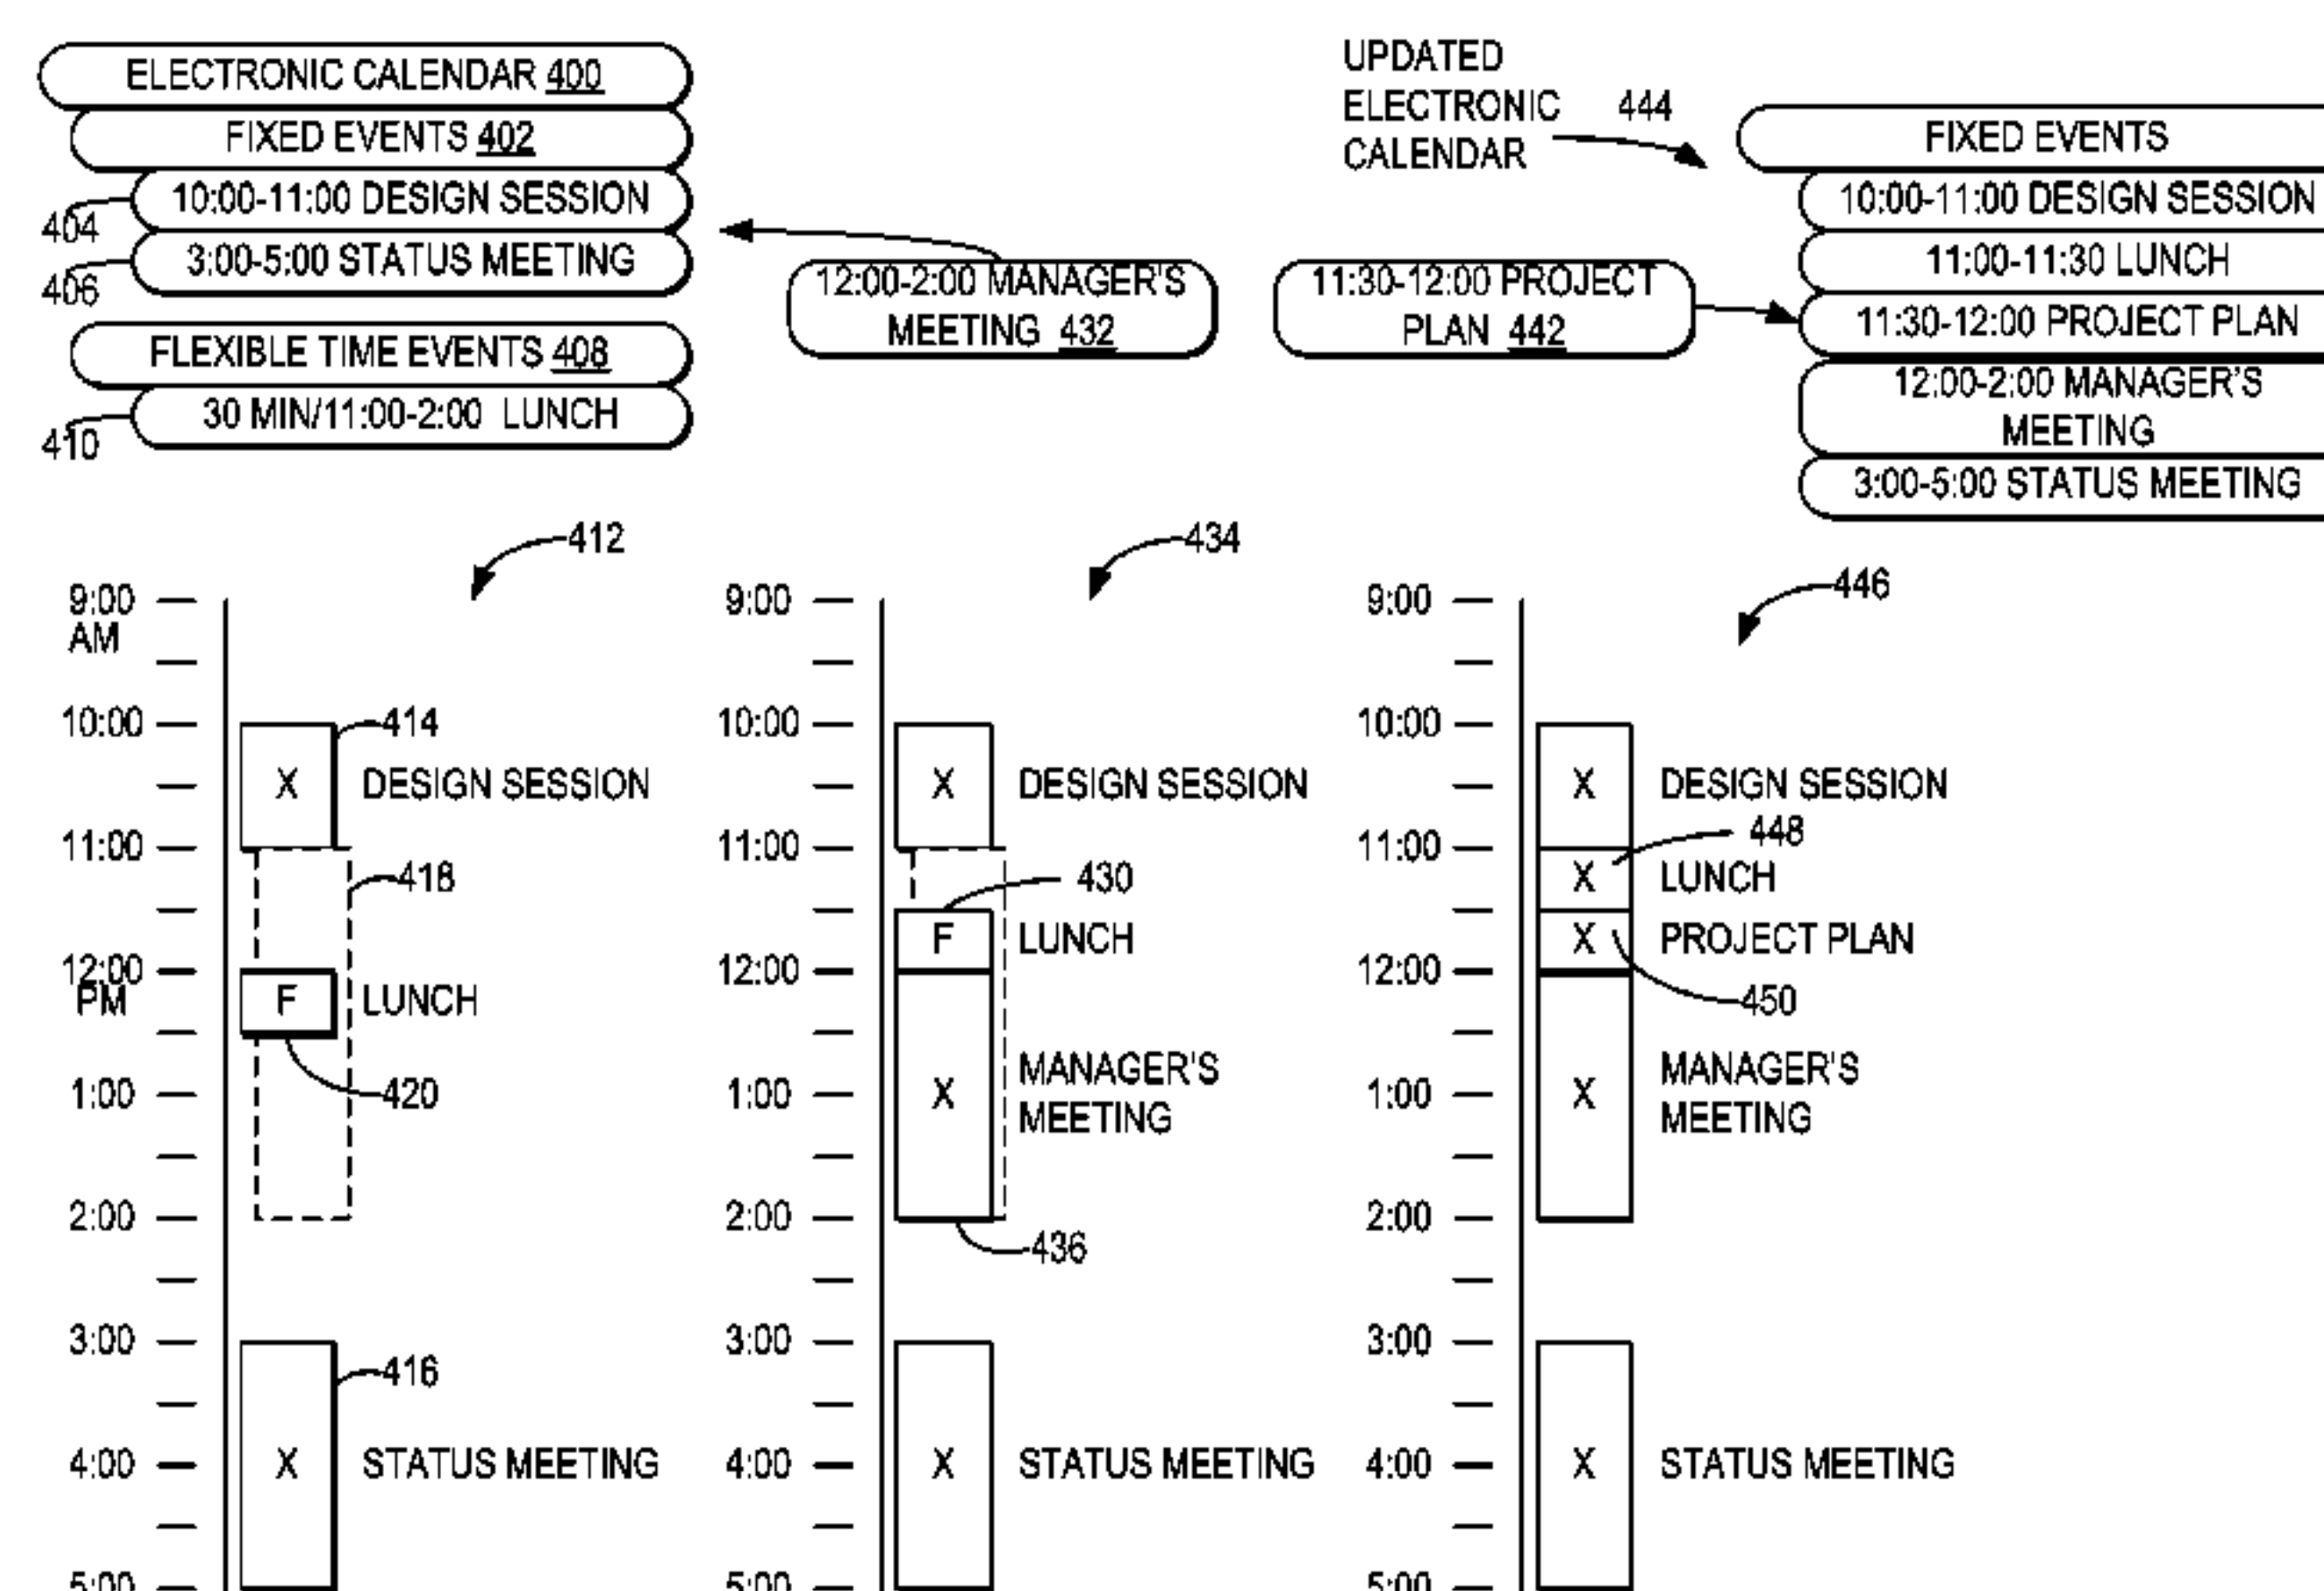 ELECTRONIC CALENDAR 400
FIXED EVENTS 402
10:00-11:00 DESIGN SESSION
404
3:00-5:00 STATUS MEETING
406
FLEXIBLE TIME EVENTS 408
30 MIN/11:00-2:00 LUNCH
410
12:00-2:00 MANAGER'S
MEETING 432
11:30-12:00 PROJECT
PLAN 442
UPDATED
ELECTRONIC 444
CALENDAR
FIXED EVENTS
10:00-11:00 DESIGN SESSION
11:00-11:30 LUNCH
11:30-12:00 PROJECT PLAN
12:00-2:00 MANAGER'S
MEETING
3:00-5:00 STATUS MEETING
412
9:00
AM
10:00
414
X DESIGN SESSION
11:00
418
12:00
PM
F LUNCH
1:00
420
2:00
3:00
416
4:00 X STATUS MEETING
5:00
434
9:00
10:00
X DESIGN SESSION
11:00
430
F LUNCH
12:00
MANAGER'S
1:00 X
MEETING
2:00
436
3:00
4:00 X STATUS MEETING
5:00
446
9:00
10:00
X DESIGN SESSION
448
11:00
X LUNCH
X PROJECT PLAN
12:00
450
MANAGER'S
1:00 X
MEETING
2:00
3:00
4:00 X STATUS MEETING
5:00